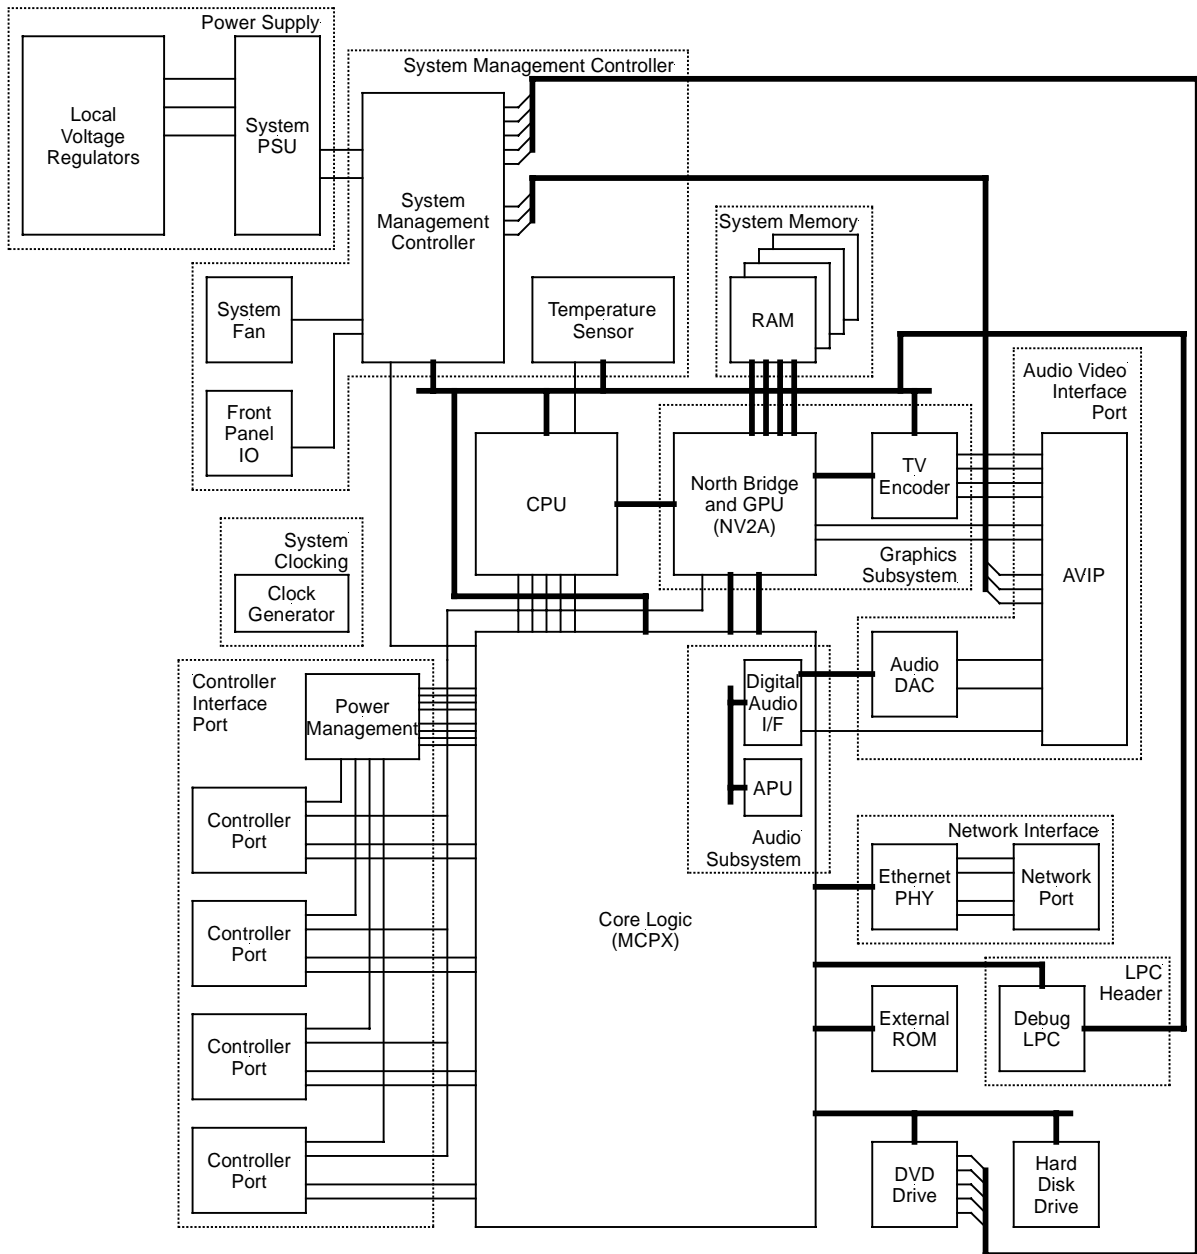 Power Supply
Local
Voltage
Regulators
System
PSU
System Management Controller
System
Management
Controller
System
Fan
Front
Panel
IO
Temperature
Sensor
System Memory
RAM
Audio Video
Interface
Port
CPU
North Bridge
and GPU
(NV2A)
TV
Encoder
Graphics
Subsystem
AVIP
System
Clocking
Clock
Generator
Controller
Interface
Port
Power
Management
Digital
Audio
I/F
Audio
DAC
APU
Audio
Subsystem
Controller
Port
Controller
Port
Controller
Port
Controller
Port
Core Logic
(MCPX)
Network Interface
Ethernet
PHY
Network
Port
LPC
Header
External
ROM
Debug
LPC
DVD
Drive
Hard
Disk
Drive